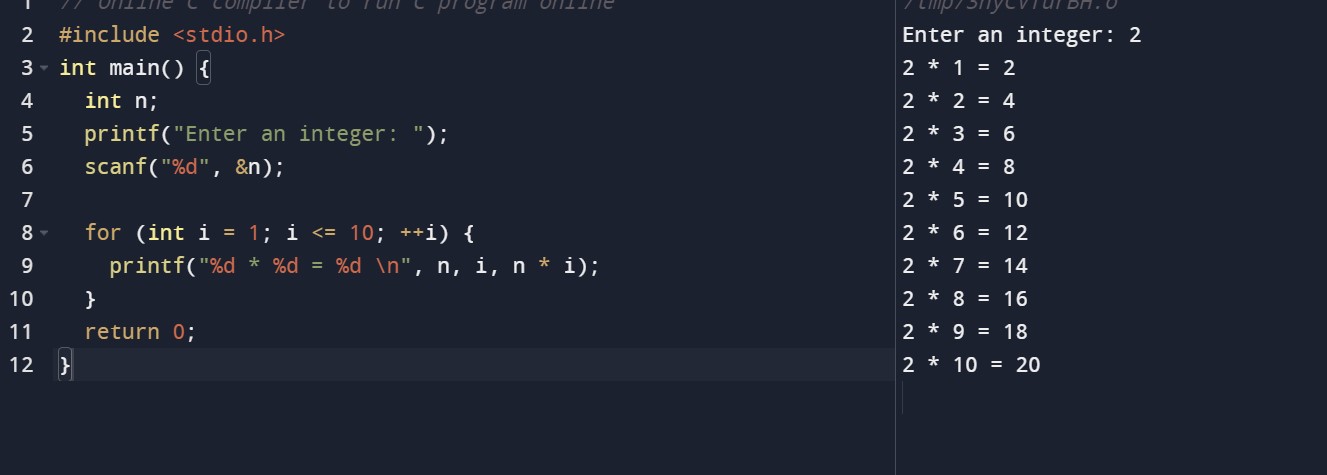 1 // Online C compiler to run C program online
2 #include <stdio.h>
3 int main() {
4 int n;
5 printf("Enter an integer: ");
6 scanf("%d", &n);
7
8 for (int i = 1; i <= 10; ++i) {
9 printf("%d * %d = %d \n", n, i, n * i);
10 }
11 return 0;
12 }
Enter an integer: 2
2 * 1 = 2
2 * 2 = 4
2 * 3 = 6
2 * 4 = 8
2 * 5 = 10
2 * 6 = 12
2 * 7 = 14
2 * 8 = 16
2 * 9 = 18
2 * 10 = 20